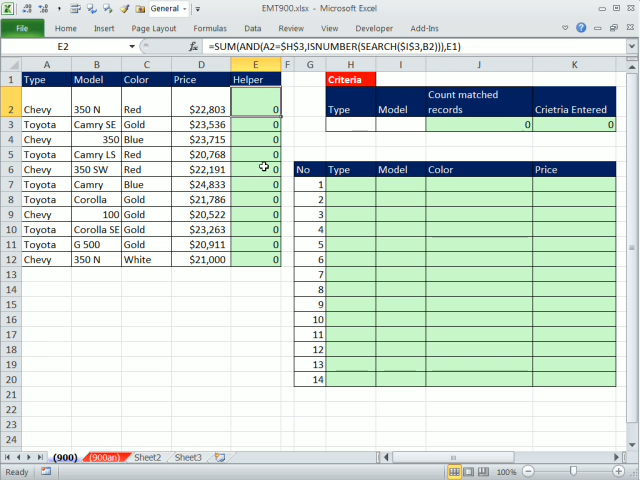 General
EMT900.xlsx - Microsoft Excel
File Home Insert Page Layout Formulas Data Review View Developer Add-Ins
E2 fx =SUM(AND(A2=$H$3,ISNUMBER(SEARCH($I$3,B2))),E1)
A B C D E F G H I J K
1 Type Model Color Price Helper Criteria
2 Chevy 350 N Red $22,803 0 Type Model Count matched records Crietria Entered
3 Toyota Camry SE Gold $23,536 0 0 0
4 Chevy 350 Blue $23,715 0
5 Toyota Camry LS Red $20,768 0
6 Chevy 350 SW Red $22,191 0 No Type Model Color Price
7 Toyota Camry Blue $24,833 0 1
8 Toyota Corolla Gold $21,786 0 2
9 Chevy 100 Gold $20,522 0 3
10 Toyota Corolla SE Gold $23,263 0 4
11 Toyota G 500 Gold $20,911 0 5
12 Chevy 350 N White $21,000 0 6
13 7
14 8
15 9
16 10
17 11
18 12
19 13
20 14
21
22
23
24
(900) (900an) Sheet2 Sheet3
Ready 100%